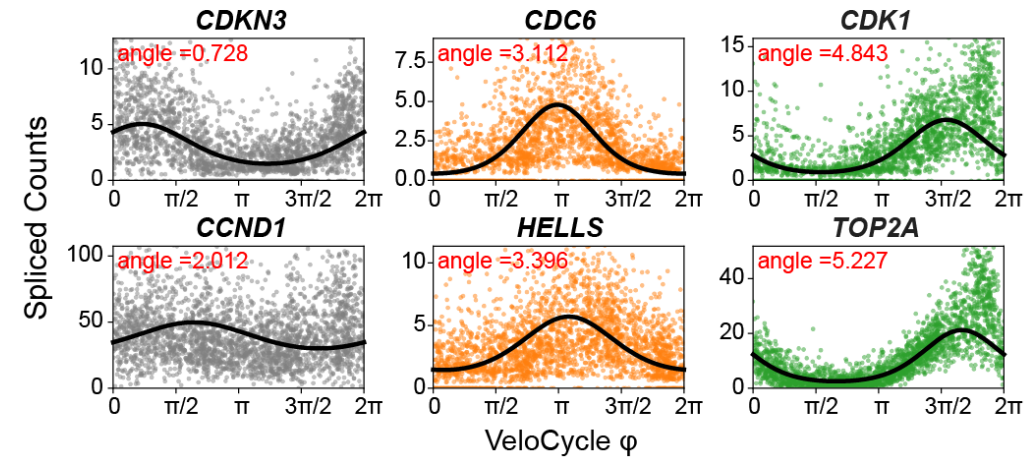 CDKN3
CDC6
CDK1
angle =0.728
angle =3.112
angle =4.843
10
5
0
7.5
5.0
2.5
0.0
15
10
5
0
0 π/2 π 3π/2 2π
0 π/2 π 3π/2 2π
0 π/2 π 3π/2 2π
Spliced Counts
CCND1
HELLS
TOP2A
angle =2.012
angle =3.396
angle =5.227
100
50
0
10
5
0
40
20
0
0 π/2 π 3π/2 2π
0 π/2 π 3π/2 2π
0 π/2 π 3π/2 2π
VeloCycle φ